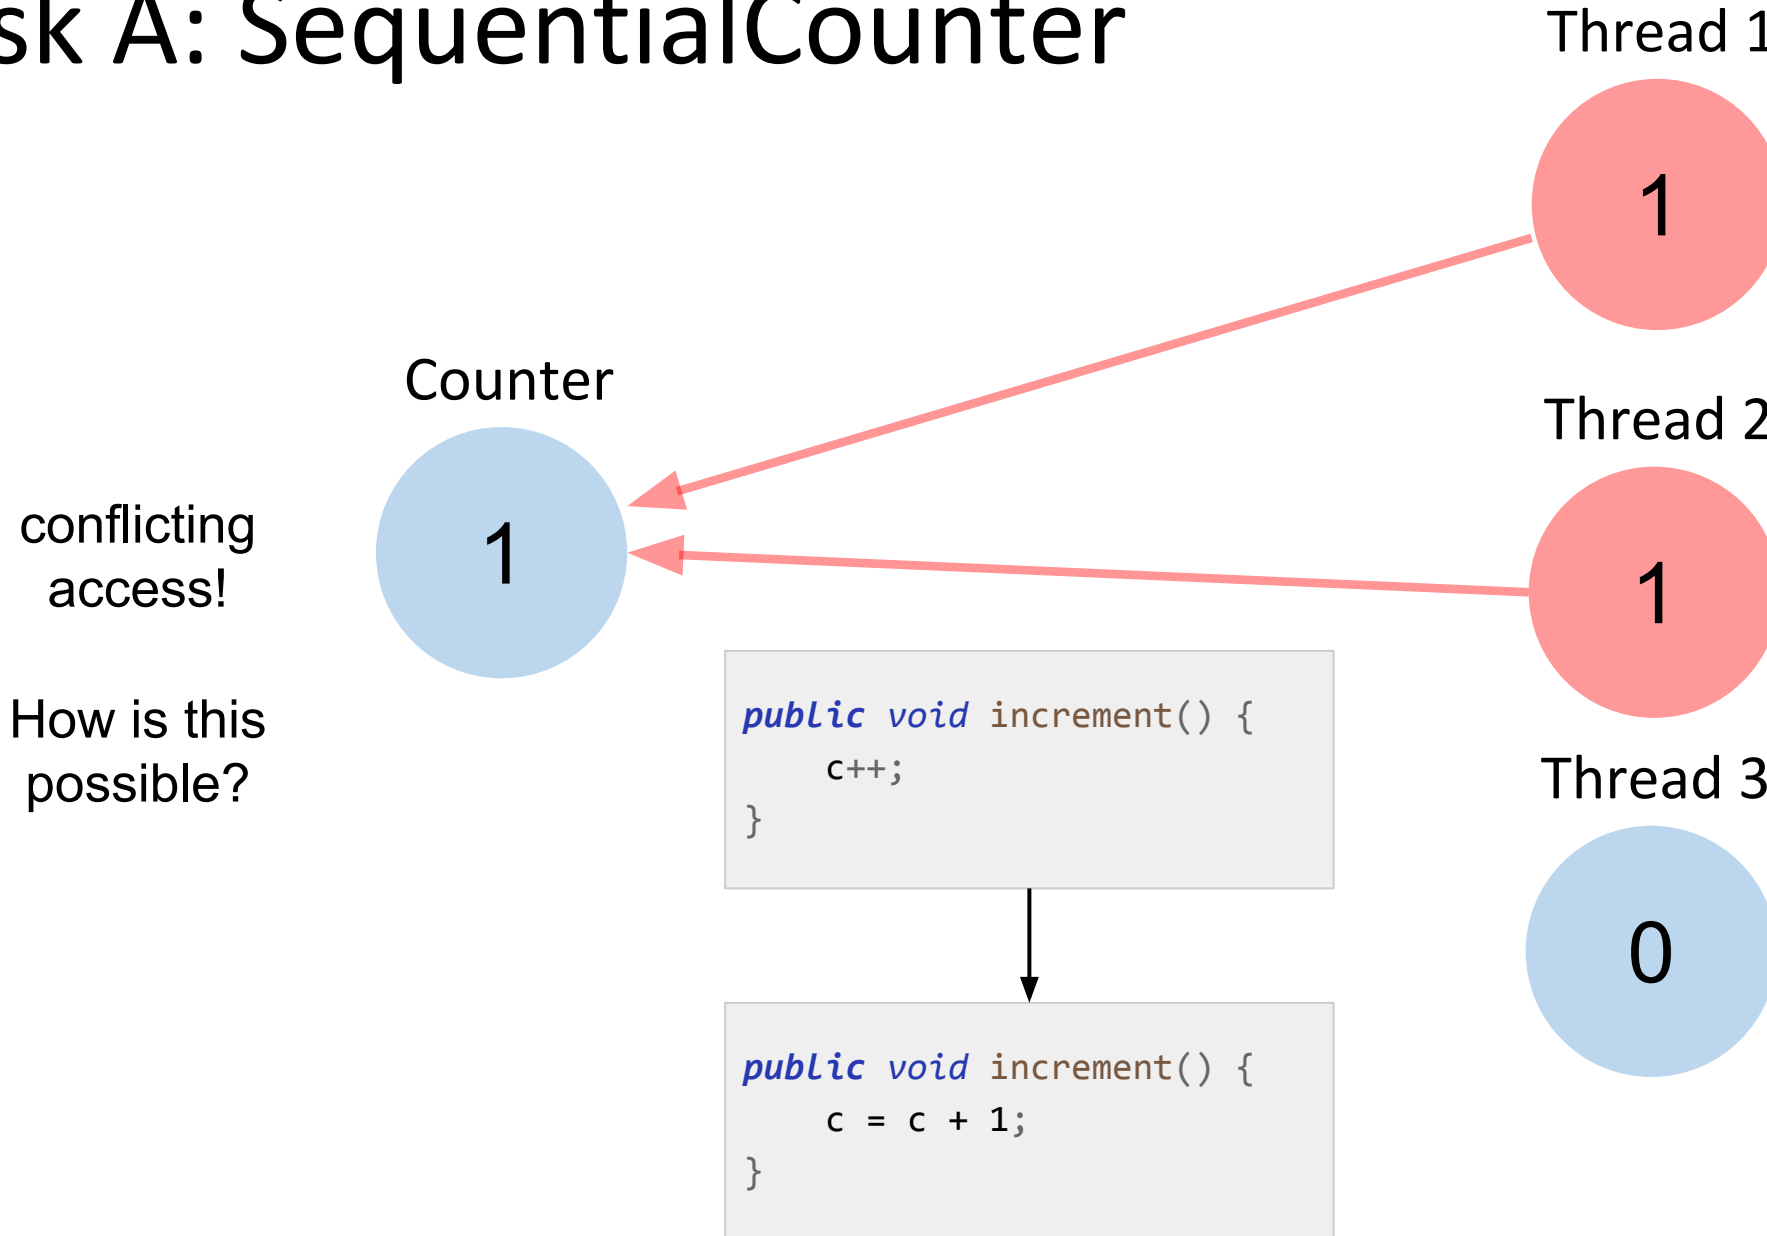 sk A: SequentialCounter
Thread 1
1
Counter
1
conflicting
access!
How is this
possible?
Thread 2
1
public void increment() {
    c++;
}
Thread 3
0
public void increment() {
    c = c + 1;
}